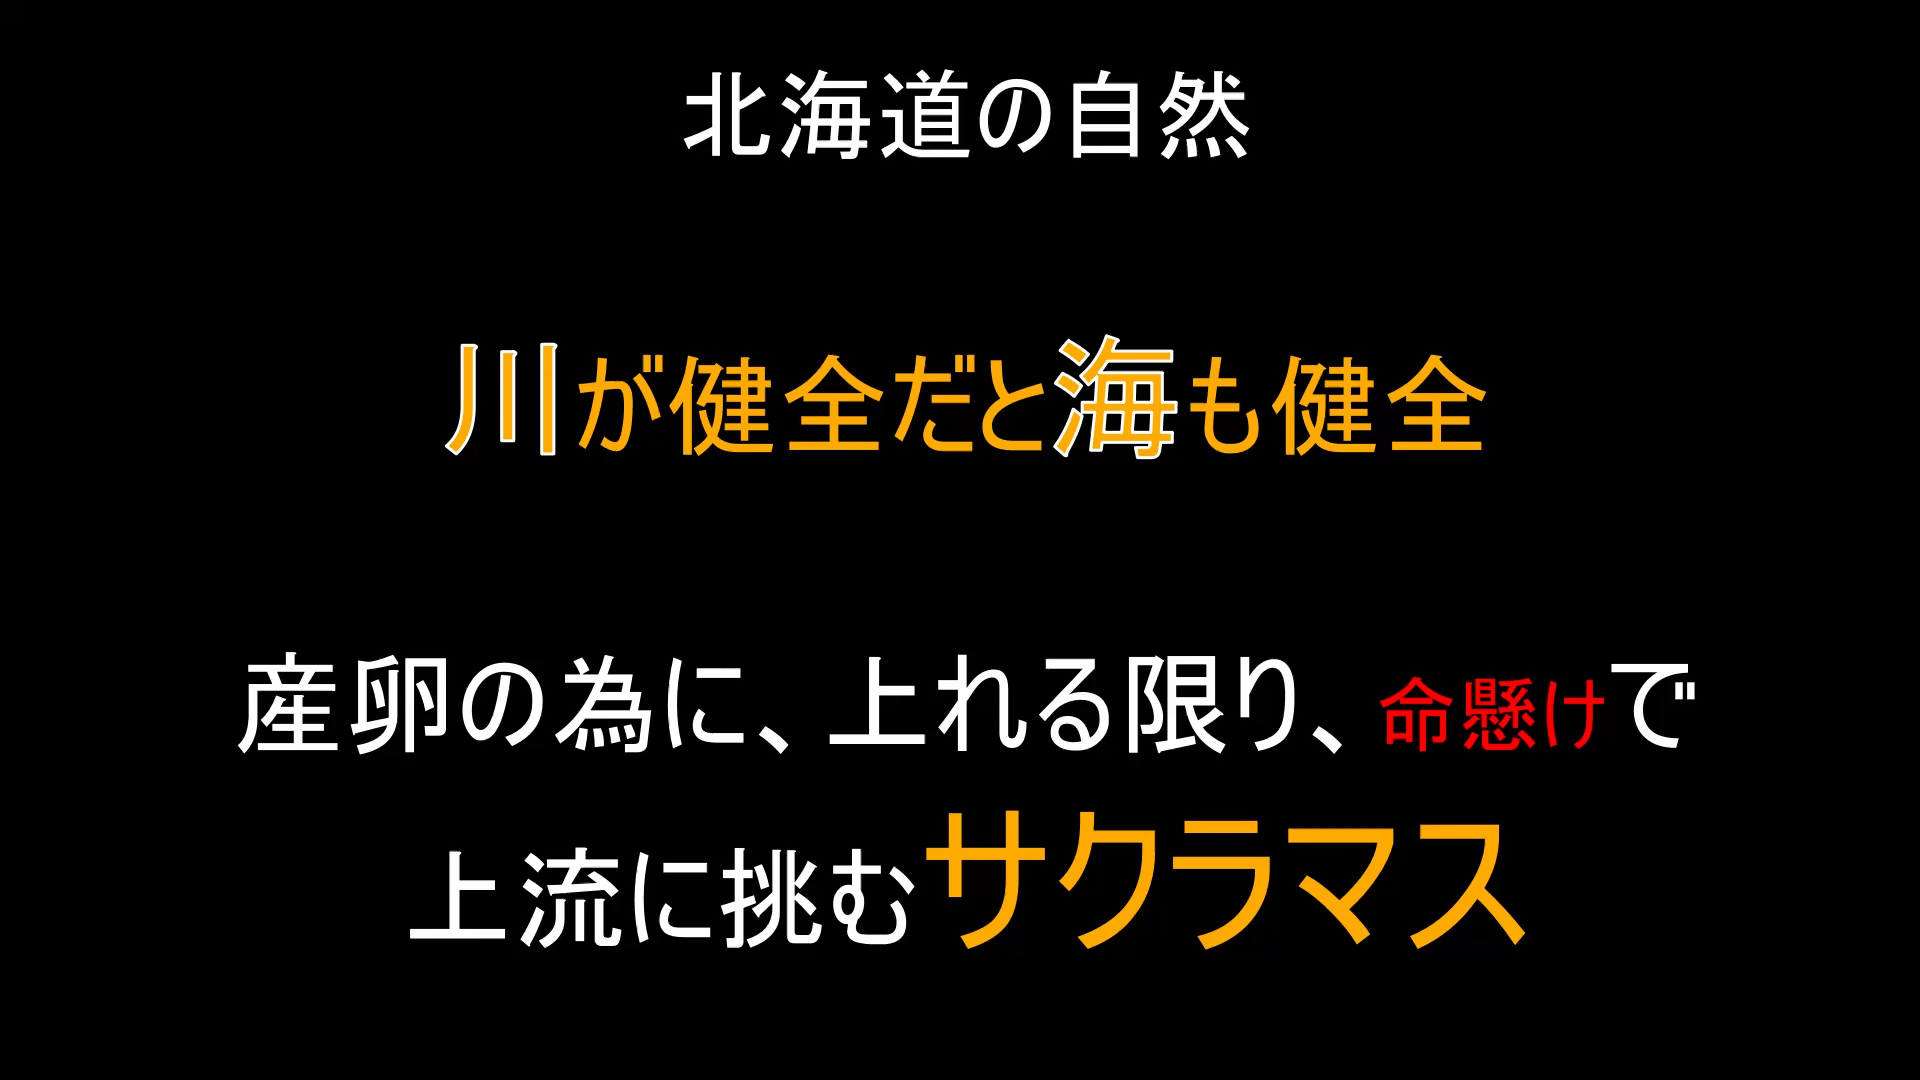 北海道の自然
川が健全だと海も健全
産卵の為に、上れる限り、命懸けで
上流に挑むサクラマス